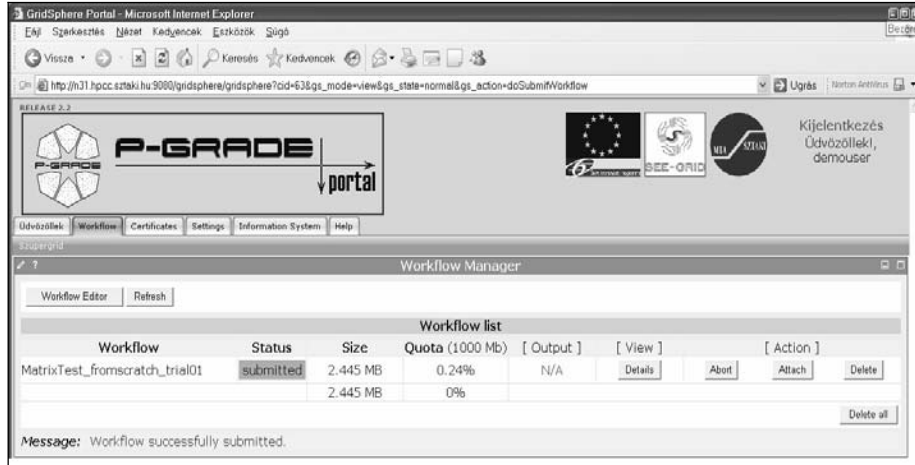 GridSphere Portal - Microsoft Internet Explorer
Fájl Szerkesztés Nézet Kedvencek Eszközök Súgó
Vissza Keresés Kedvencek
http://n31.hpcc.sztaki.hu:9080/gridsphere/gridsphere?cid=63&gs_mode=view&gs_state=normal&gs_action=doSubmitWorkflow Ugrás Norton AntiVirus
RELEASE 2.2
P-GRADE
P-GRADE
portal
SEE-GRID
MTA SZTAKI
Kijelentkezés
Üdvözöllek!,
demouser
Üdvözöllek Workflow Certificates Settings Information System Help
Szupergrid
? Workflow Manager
Workflow Editor Refresh
Workflow list
Workflow Status Size Quota (1000 Mb) [ Output ] [ View ] [ Action ]
MatrixTest_fromscratch_trial01 submitted 2.445 MB 0.24% N/A Details Abort Attach Delete
2.445 MB 0%
Delete all
Message: Workflow successfully submitted.